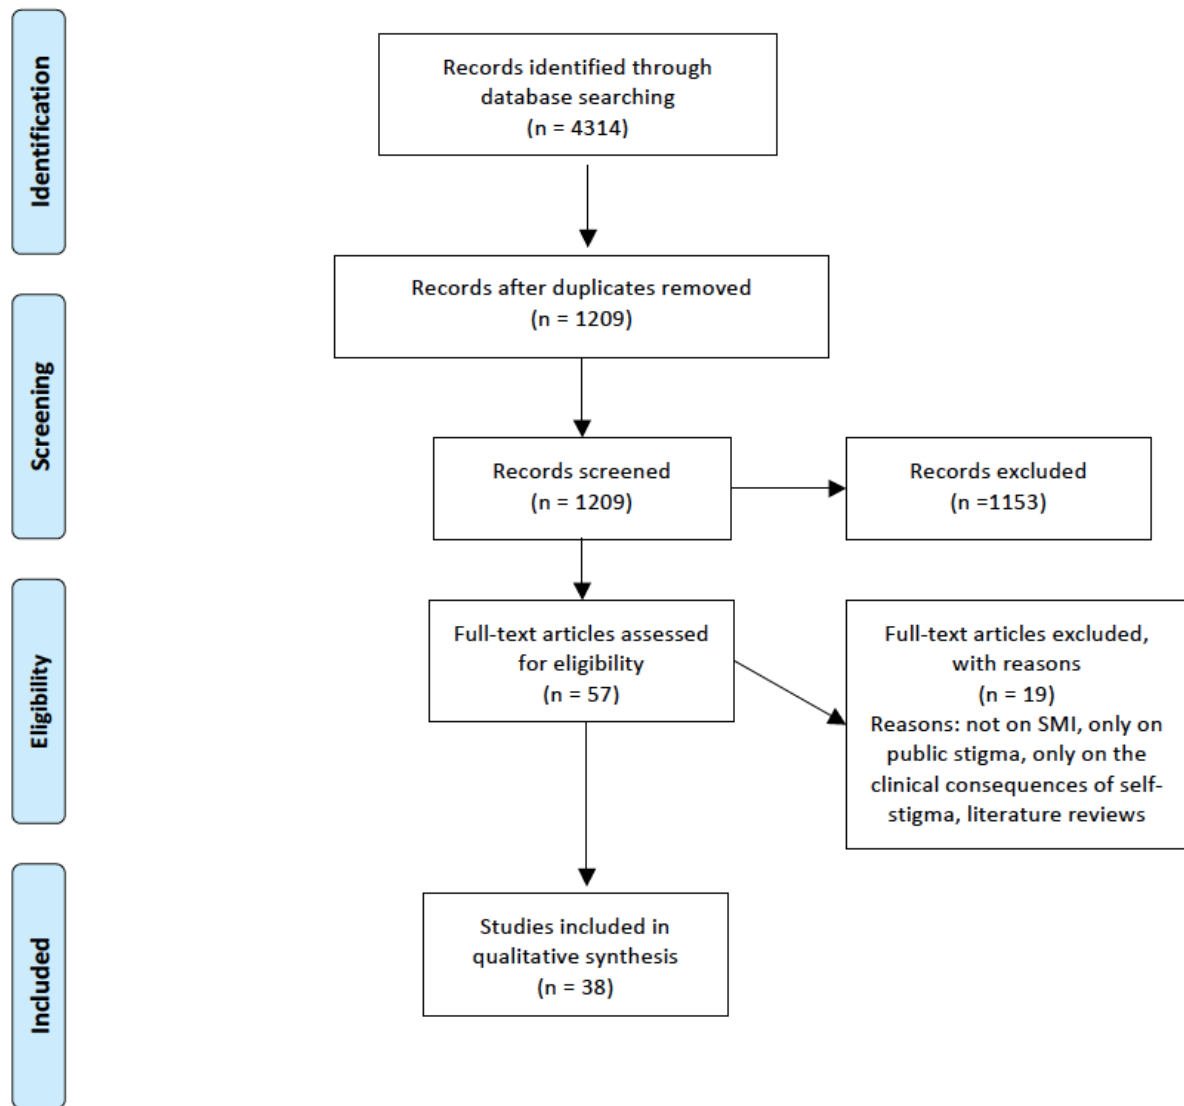 Identification
Records identified through
database searching
(n = 4314)
Records after duplicates removed
(n = 1209)
Screening
Records screened
(n = 1209)
Records excluded
(n =1153)
Eligibility
Full-text articles assessed
for eligibility
(n = 57)
Full-text articles excluded,
with reasons
(n = 19)
Reasons: not on SMI, only on
public stigma, only on the
clinical consequences of self-
stigma, literature reviews
Included
Studies included in
qualitative synthesis
(n = 38)